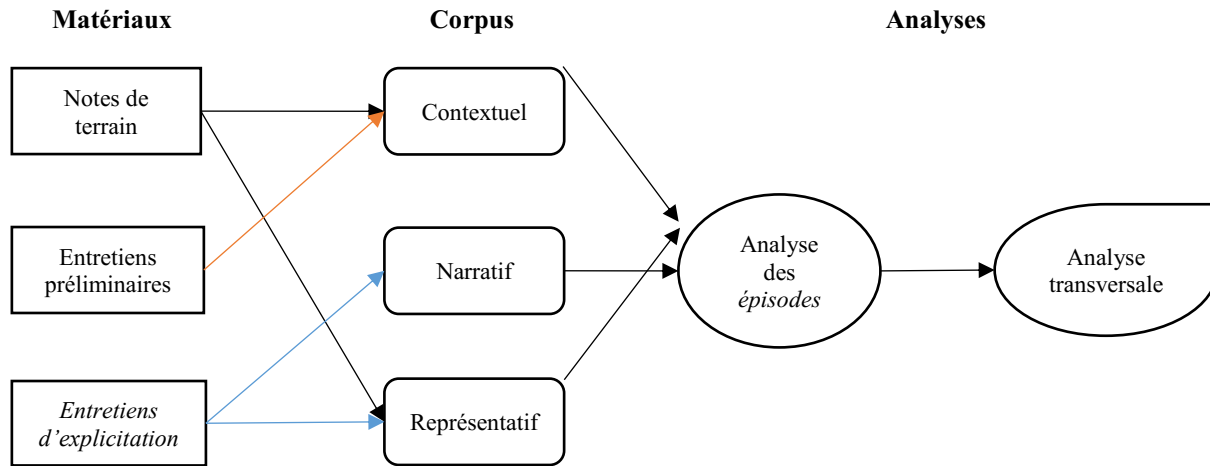 Matériaux
Corpus
Analyses
Notes de
terrain
Contextuel
Entretiens
préliminaires
Narratif
Analyse
des
épisodes
Analyse
transversale
Entretiens
d’explicitation
Représentatif